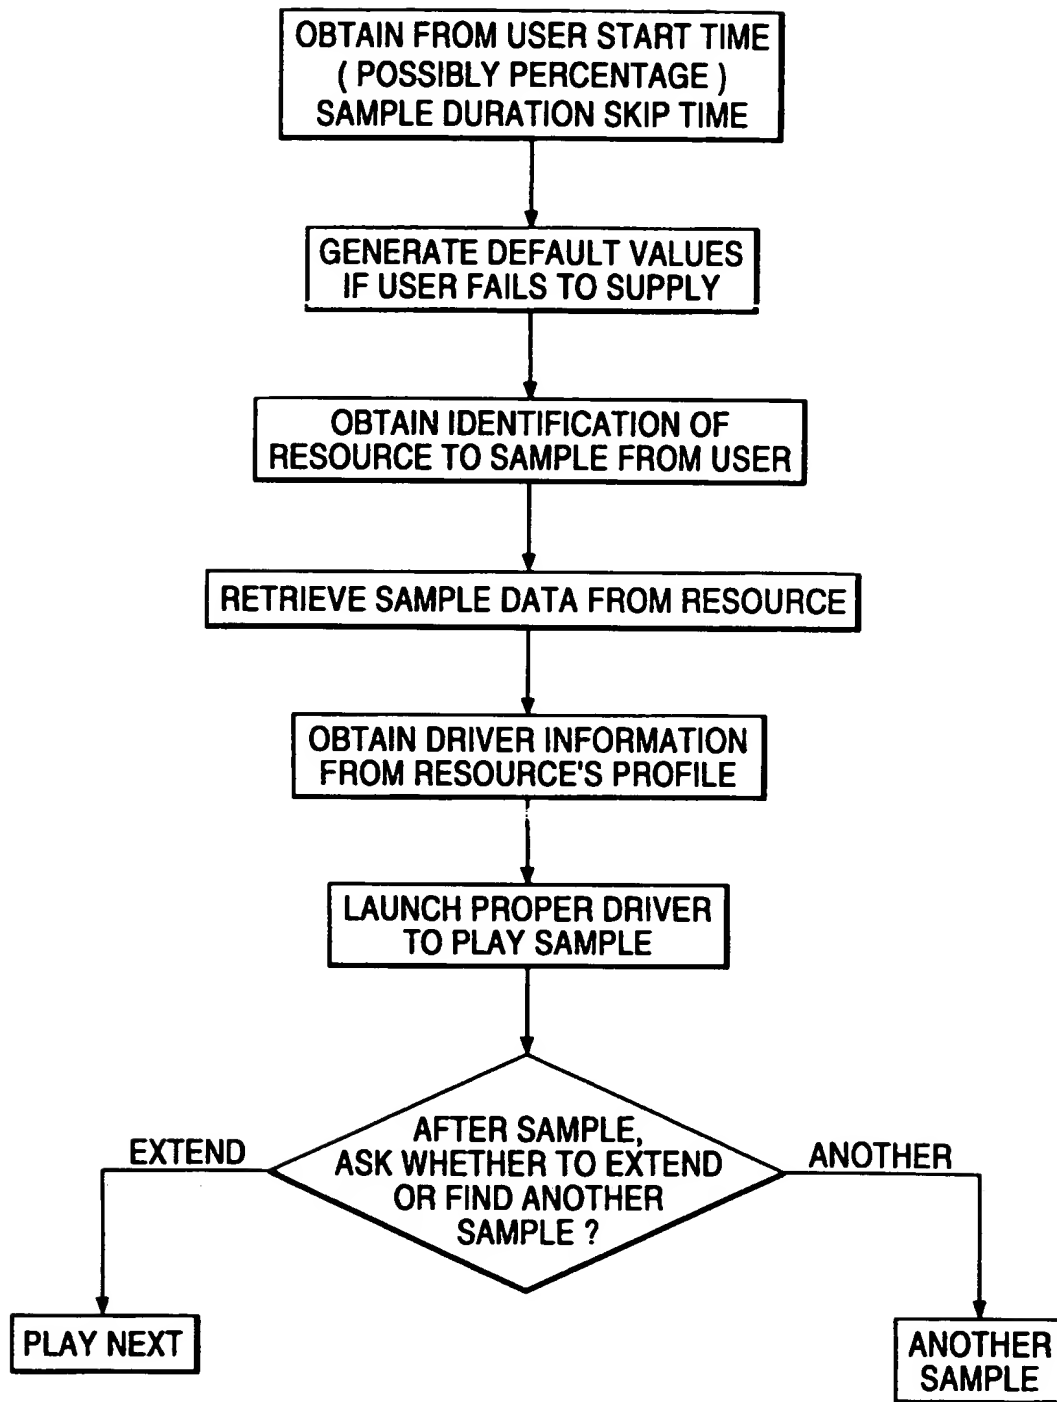 OBTAIN FROM USER START TIME
( POSSIBLY PERCENTAGE )
SAMPLE DURATION SKIP TIME
GENERATE DEFAULT VALUES
IF USER FAILS TO SUPPLY
OBTAIN IDENTIFICATION OF
RESOURCE TO SAMPLE FROM USER
RETRIEVE SAMPLE DATA FROM RESOURCE
OBTAIN DRIVER INFORMATION
FROM RESOURCE'S PROFILE
LAUNCH PROPER DRIVER
TO PLAY SAMPLE
AFTER SAMPLE,
ASK WHETHER TO EXTEND
OR FIND ANOTHER
SAMPLE ?
EXTEND
ANOTHER
PLAY NEXT
ANOTHER
SAMPLE